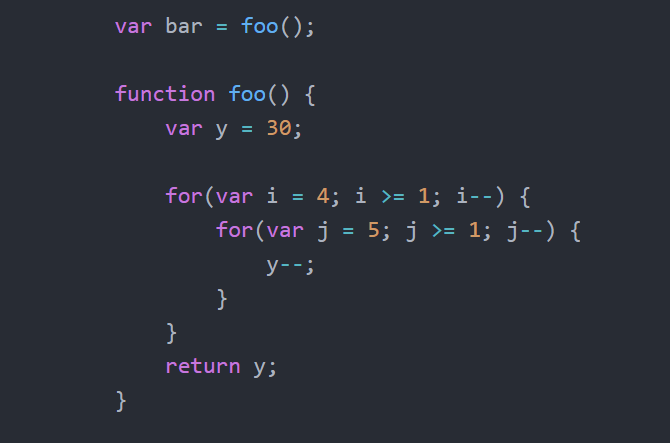 var bar = foo();
function foo() {
var y = 30;
for(var i = 4; i >= 1; i--) {
for(var j = 5; j >= 1; j--) {
y--;
}
}
return y;
}